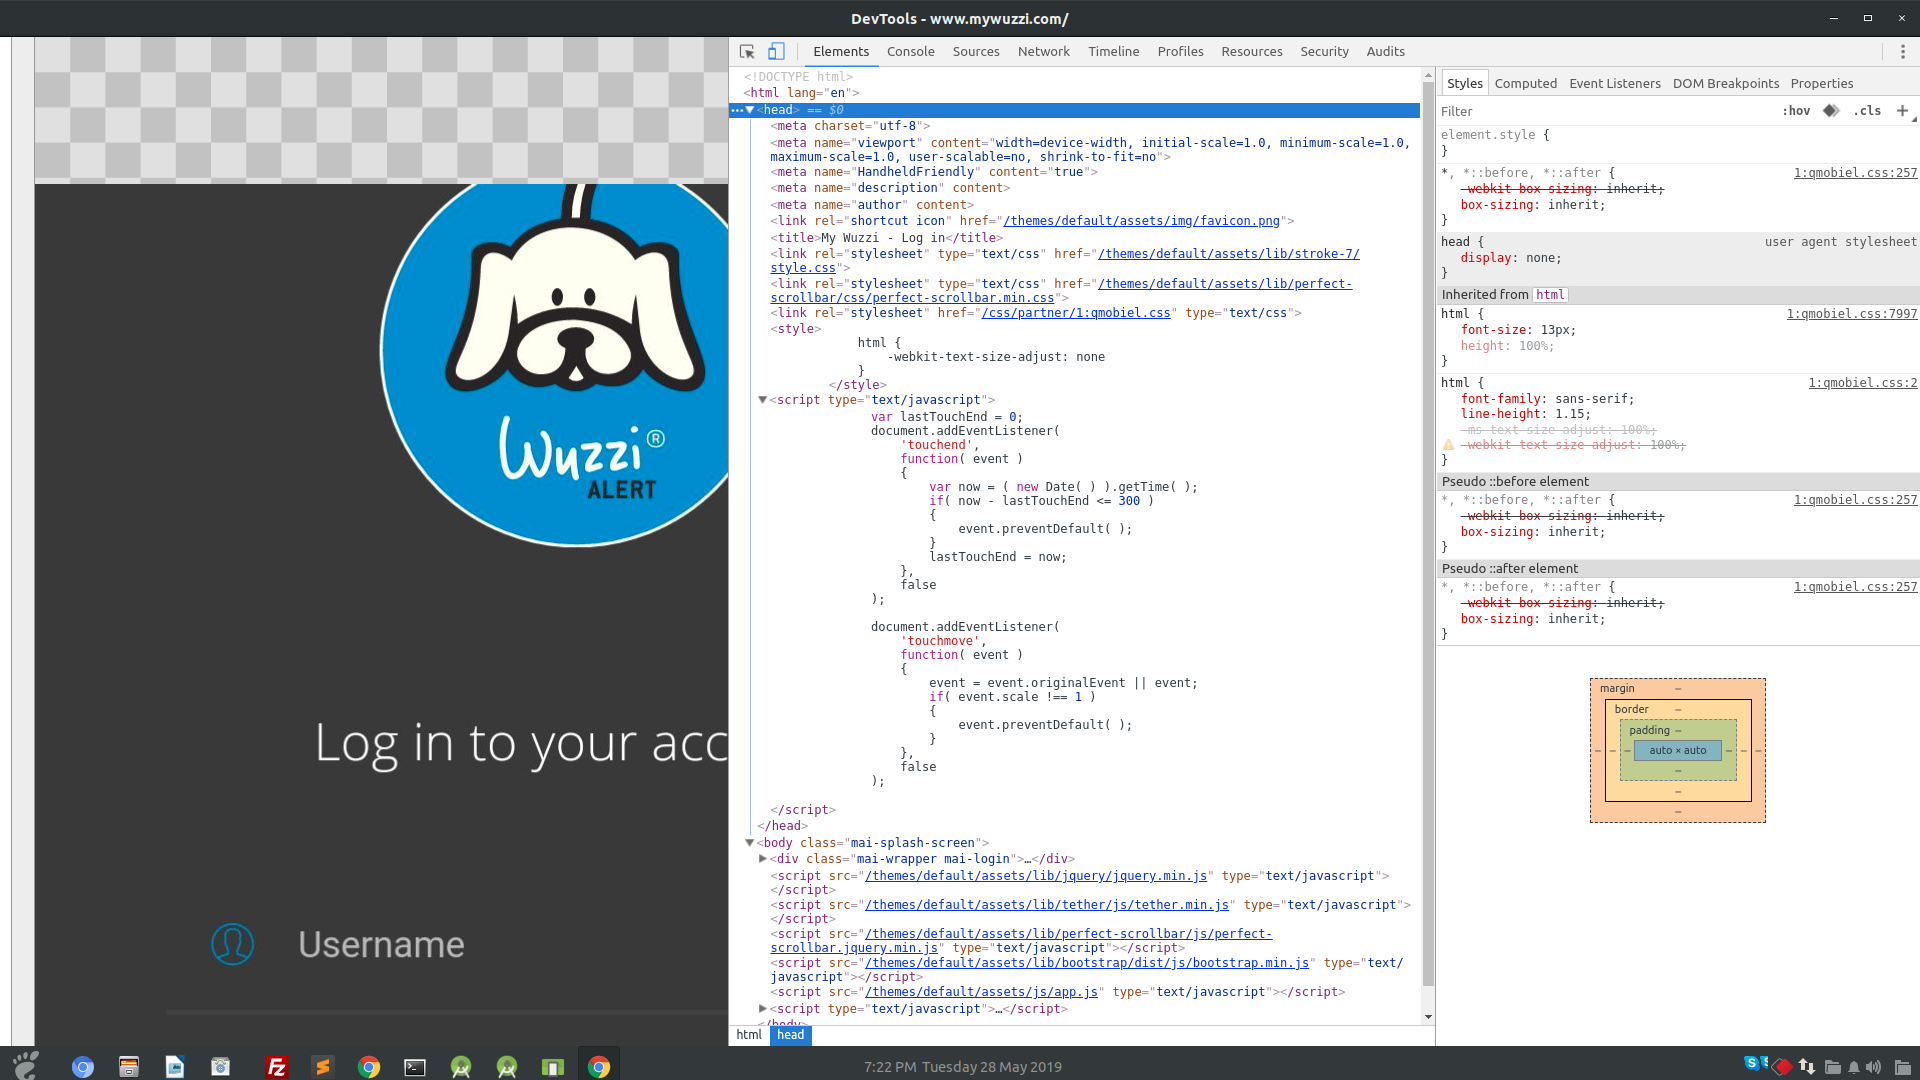 DevTools - www.mywuzzi.com/
Wuzzi®
ALERT
Log in to your acc
Username
Elements Console Sources Network Timeline Profiles Resources Security Audits
<!DOCTYPE html>
<html lang="en">
<head> == $0
<meta charset="utf-8">
<meta name="viewport" content="width=device-width, initial-scale=1.0, minimum-scale=1.0,
maximum-scale=1.0, user-scalable=no, shrink-to-fit=no">
<meta name="HandheldFriendly" content="true">
<meta name="description" content>
<meta name="author" content>
<link rel="shortcut icon" href="/themes/default/assets/img/favicon.png">
<title>My Wuzzi - Log in</title>
<link rel="stylesheet" type="text/css" href="/themes/default/assets/lib/stroke-7/
style.css">
<link rel="stylesheet" type="text/css" href="/themes/default/assets/lib/perfect-
scrollbar/css/perfect-scrollbar.min.css">
<link rel="stylesheet" href="/css/partner/1:qmobiel.css" type="text/css">
<style>
html {
-webkit-text-size-adjust: none
}
</style>
<script type="text/javascript">
var lastTouchEnd = 0;
document.addEventListener(
'touchend',
function( event )
{
var now = ( new Date( ) ).getTime( );
if( now - lastTouchEnd <= 300 )
{
event.preventDefault( );
}
lastTouchEnd = now;
},
false
);
document.addEventListener(
'touchmove',
function( event )
{
event = event.originalEvent || event;
if( event.scale !== 1 )
{
event.preventDefault( );
}
},
false
);
</script>
</head>
<body class="mai-splash-screen">
<div class="mai-wrapper mai-login">…</div>
<script src="/themes/default/assets/lib/jquery/jquery.min.js" type="text/javascript">
</script>
<script src="/themes/default/assets/lib/tether/js/tether.min.js" type="text/javascript">
</script>
<script src="/themes/default/assets/lib/perfect-scrollbar/js/perfect-
scrollbar.jquery.min.js" type="text/javascript"></script>
<script src="/themes/default/assets/lib/bootstrap/dist/js/bootstrap.min.js" type="text/
javascript"></script>
<script src="/themes/default/assets/js/app.js" type="text/javascript"></script>
<script type="text/javascript">…</script>
</body>
html head
Styles Computed Event Listeners DOM Breakpoints Properties
Filter :hov .cls +
element.style {
}
*, *::before, *::after { 1:qmobiel.css:257
-webkit-box-sizing: inherit;
box-sizing: inherit;
}
head { user agent stylesheet
display: none;
}
Inherited from html
html { 1:qmobiel.css:7997
font-size: 13px;
height: 100%;
}
html { 1:qmobiel.css:2
font-family: sans-serif;
line-height: 1.15;
-ms-text-size-adjust: 100%;
-webkit-text-size-adjust: 100%;
}
Pseudo ::before element
*, *::before, *::after { 1:qmobiel.css:257
-webkit-box-sizing: inherit;
box-sizing: inherit;
}
Pseudo ::after element
*, *::before, *::after { 1:qmobiel.css:257
-webkit-box-sizing: inherit;
box-sizing: inherit;
}
margin –
border –
padding –
– – – auto × auto – – –
–
–
–
7:22 PM Tuesday 28 May 2019